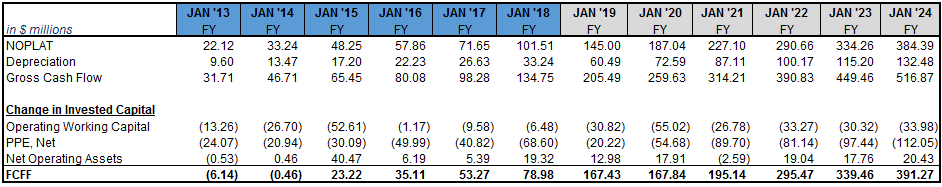 JAN '13 JAN '14 JAN '15 JAN '16 JAN '17 JAN '18 JAN '19 JAN '20 JAN '21 JAN '22 JAN '23 JAN '24
in $ millions FY FY FY FY FY FY FY FY FY FY FY FY
NOPLAT 22.12 33.24 48.25 57.86 71.65 101.51 145.00 187.04 227.10 290.66 334.26 384.39
Depreciation 9.60 13.47 17.20 22.23 26.63 33.24 60.49 72.59 87.11 100.17 115.20 132.48
Gross Cash Flow 31.71 46.71 65.45 80.08 98.28 134.75 205.49 259.63 314.21 390.83 449.46 516.87
Change in Invested Capital
Operating Working Capital (13.26) (26.70) (52.61) (1.17) (9.58) (6.48) (30.82) (55.02) (26.78) (33.27) (30.32) (33.98)
PPE, Net (24.07) (20.94) (30.09) (49.99) (40.82) (68.60) (20.22) (54.68) (89.70) (81.14) (97.44) (112.05)
Net Operating Assets (0.53) 0.46 40.47 6.19 5.39 19.32 12.98 17.91 (2.59) 19.04 17.76 20.43
FCFF (6.14) (0.46) 23.22 35.11 53.27 78.98 167.43 167.84 195.14 295.47 339.46 391.27